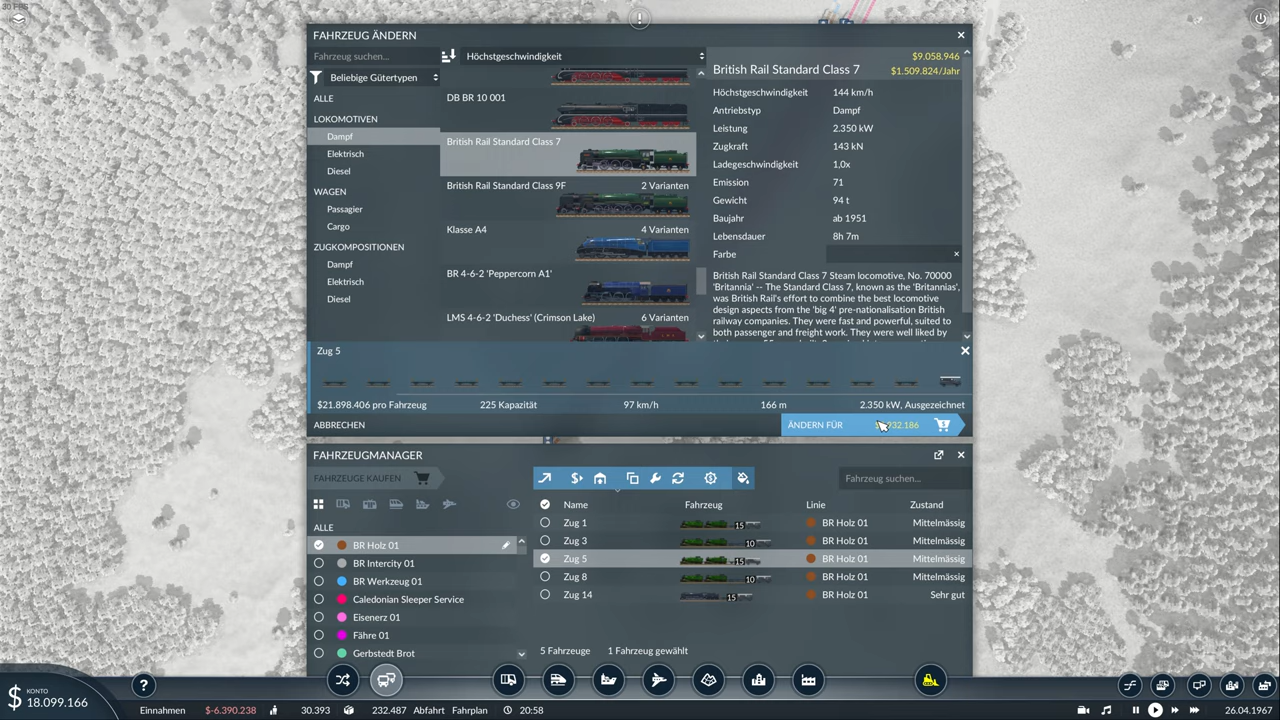 30 FPS
FAHRZEUG ÄNDERN
Fahrzeug suchen...
Höchstgeschwindigkeit
Beliebige Gütertypen
ALLE
LOKOMOTIVEN
Dampf
Elektrisch
Diesel
WAGEN
Passagier
Cargo
ZUGKOMPOSITIONEN
Dampf
Elektrisch
Diesel
DB BR 10 001
British Rail Standard Class 7
British Rail Standard Class 9F 2 Varianten
Klasse A4 4 Varianten
BR 4-6-2 'Peppercorn A1'
LMS 4-6-2 'Duchess' (Crimson Lake) 6 Varianten
$9.058.946
British Rail Standard Class 7 $1.509.824/Jahr
Höchstgeschwindigkeit 144 km/h
Antriebstyp Dampf
Leistung 2.350 kW
Zugkraft 143 kN
Ladegeschwindigkeit 1,0x
Emission 71
Gewicht 94 t
Baujahr ab 1951
Lebensdauer 8h 7m
Farbe
British Rail Standard Class 7 Steam locomotive, No. 70000
'Britannia' -- The Standard Class 7, known as the 'Britannias',
was British Rail's effort to combine the best locomotive
design aspects from the 'big 4' pre-nationalisation British
railway companies. They were fast and powerful, suited to
both passenger and freight work. They were well liked by
Zug 5
$21.898.406 pro Fahrzeug 225 Kapazität 97 km/h 166 m 2.350 kW, Ausgezeichnet
ABBRECHEN
ÄNDERN FÜR
FAHRZEUGMANAGER
FAHRZEUGE KAUFEN
Fahrzeug suchen...
ALLE
BR Holz 01
BR Intercity 01
BR Werkzeug 01
Caledonian Sleeper Service
Eisenerz 01
Fähre 01
Gerbstedt Brot
Name Fahrzeug Linie Zustand
Zug 1 15 BR Holz 01 Mittelmässig
Zug 3 10 BR Holz 01 Mittelmässig
Zug 5 15 BR Holz 01 Mittelmässig
Zug 8 10 BR Holz 01 Mittelmässig
Zug 14 15 BR Holz 01 Sehr gut
5 Fahrzeuge 1 Fahrzeug gewählt
KONTO
$ 18.099.166
?
Einnahmen $-6.390.238 30.393 232.487 Abfahrt Fahrplan 20:58
26.04.1967